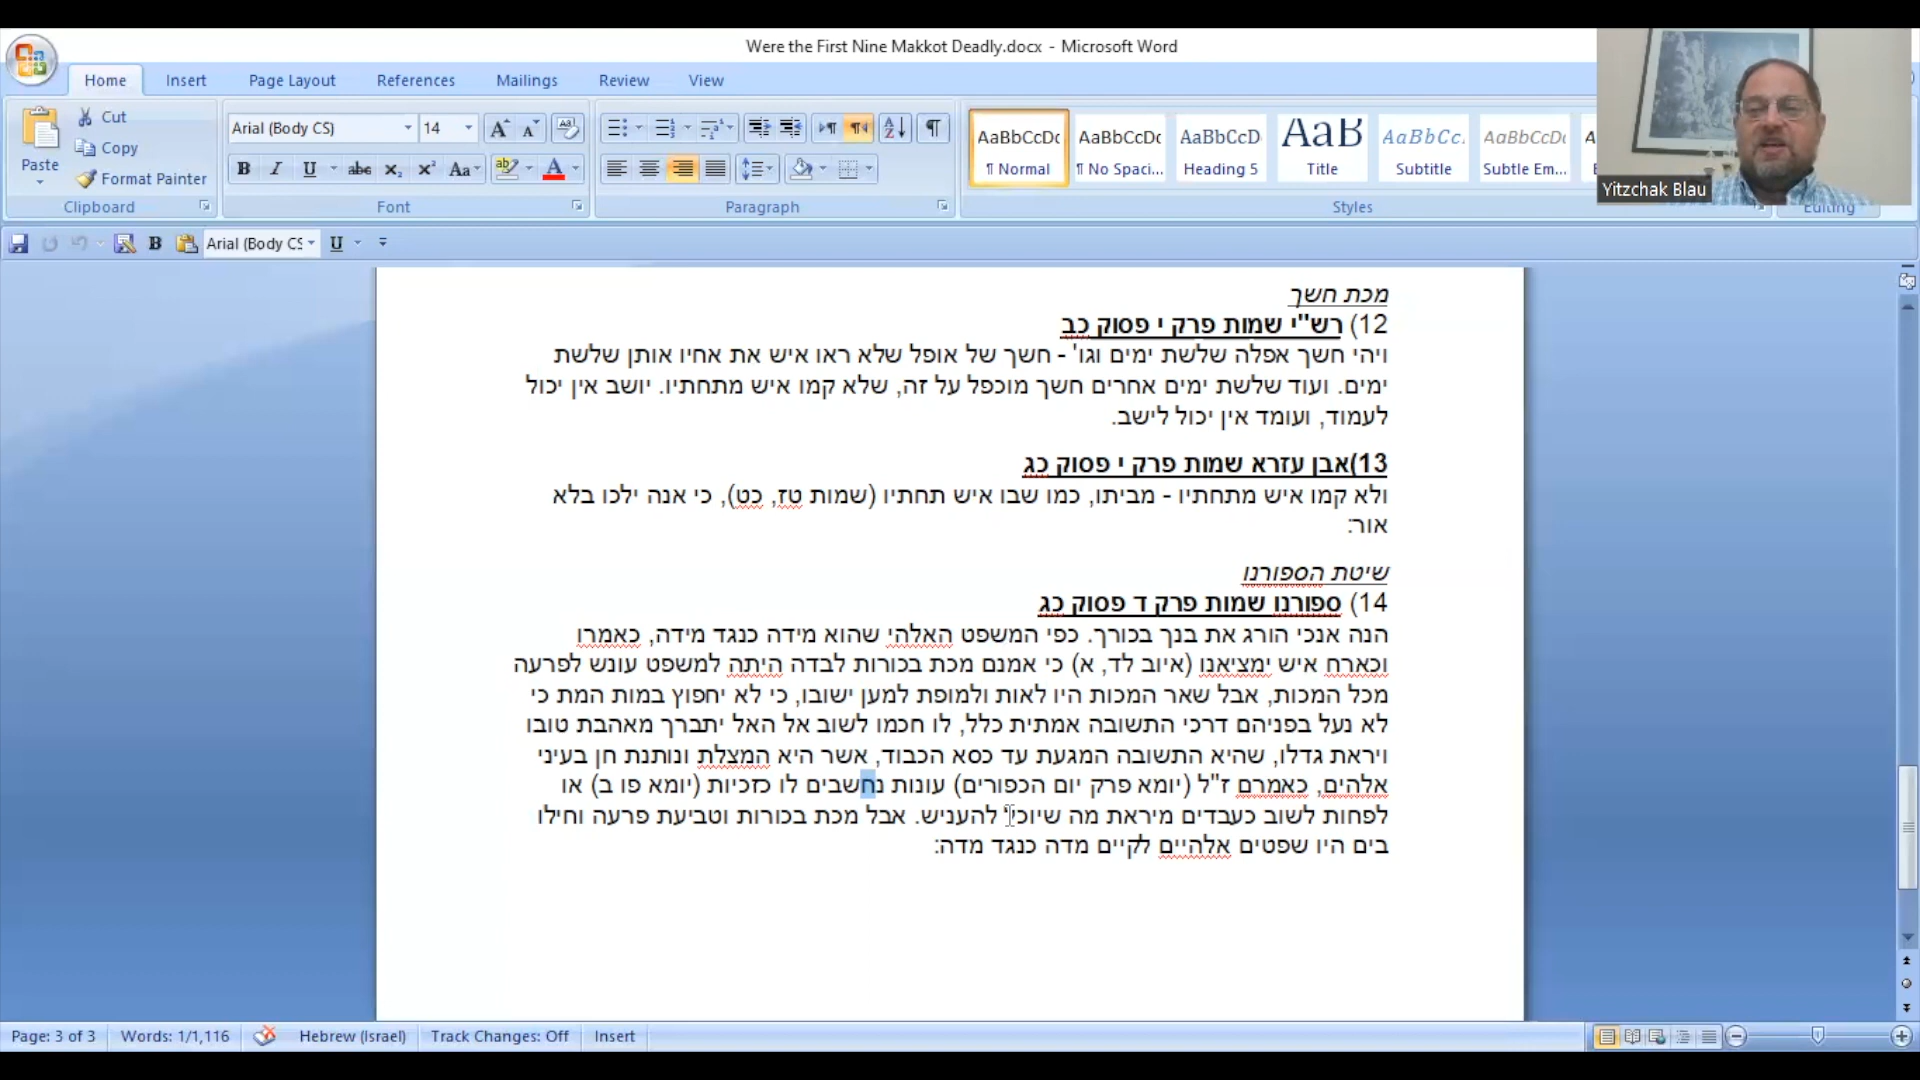 Were the First Nine Makkot Deadly.docx - Microsoft Word
Home Insert Page Layout References Mailings Review View
Cut
Copy
Format Painter
Paste
Clipboard
Arial (Body CS) 14
Font
Paragraph
AaBbCcDc AaBbCcDc AaBbCcD AaB AaBbCc. AaBbCcDi
¶ Normal ¶ No Spaci... Heading 5 Title Subtitle Subtle Em...
Styles
Editing
Yitzchak Blau
Arial (Body CS
מכת חשך
12) רש"י שמות פרק י פסוק כב
ויהי חשך אפלה שלשת ימים וגו' - חשך של אופל שלא ראו איש את אחיו אותן שלשת
ימים. ועוד שלשת ימים אחרים חשך מוכפל על זה, שלא קמו איש מתחתיו. יושב אין יכול
לעמוד, ועומד אין יכול לישב.
13)אבן עזרא שמות פרק י פסוק כג
ולא קמו איש מתחתיו - מביתו, כמו שבו איש תחתיו (שמות טז, כט), כי אנה ילכו בלא
אור:
שיטת הספורנו
14) ספורנו שמות פרק ד פסוק כג
הנה אנכי הורג את בנך בכורך. כפי המשפט האלהי שהוא מידה כנגד מידה, כאמרו
וכארח איש ימציאנו (איוב לד, א) כי אמנם מכת בכורות לבדה היתה למשפט עונש לפרעה
מכל המכות, אבל שאר המכות היו לאות ולמופת למען ישובו, כי לא יחפוץ במות המת כי
לא נעל בפניהם דרכי התשובה אמתית כלל, לו חכמו לשוב אל האל יתברך מאהבת טובו
ויראת גדלו, שהיא התשובה המגעת עד כסא הכבוד, אשר היא המצלת ונותנת חן בעיני
אלהים, כאמרם ז"ל (יומא פרק יום הכפורים) עונות נחשבים לו כזכיות (יומא פו ב) או
לפחות לשוב כעבדים מיראת מה שיוכי' להעניש. אבל מכת בכורות וטביעת פרעה וחילו
בים היו שפטים אלהיים לקיים מדה כנגד מדה:
Page: 3 of 3 Words: 1/1,116 Hebrew (Israel) Track Changes: Off Insert